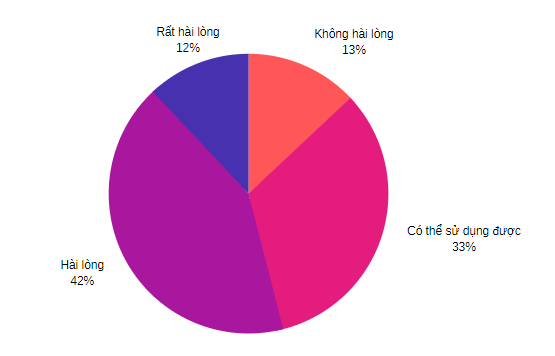 Rất hài lòng
12%
Không hài lòng
13%
Có thể sử dụng được
33%
Hài lòng
42%